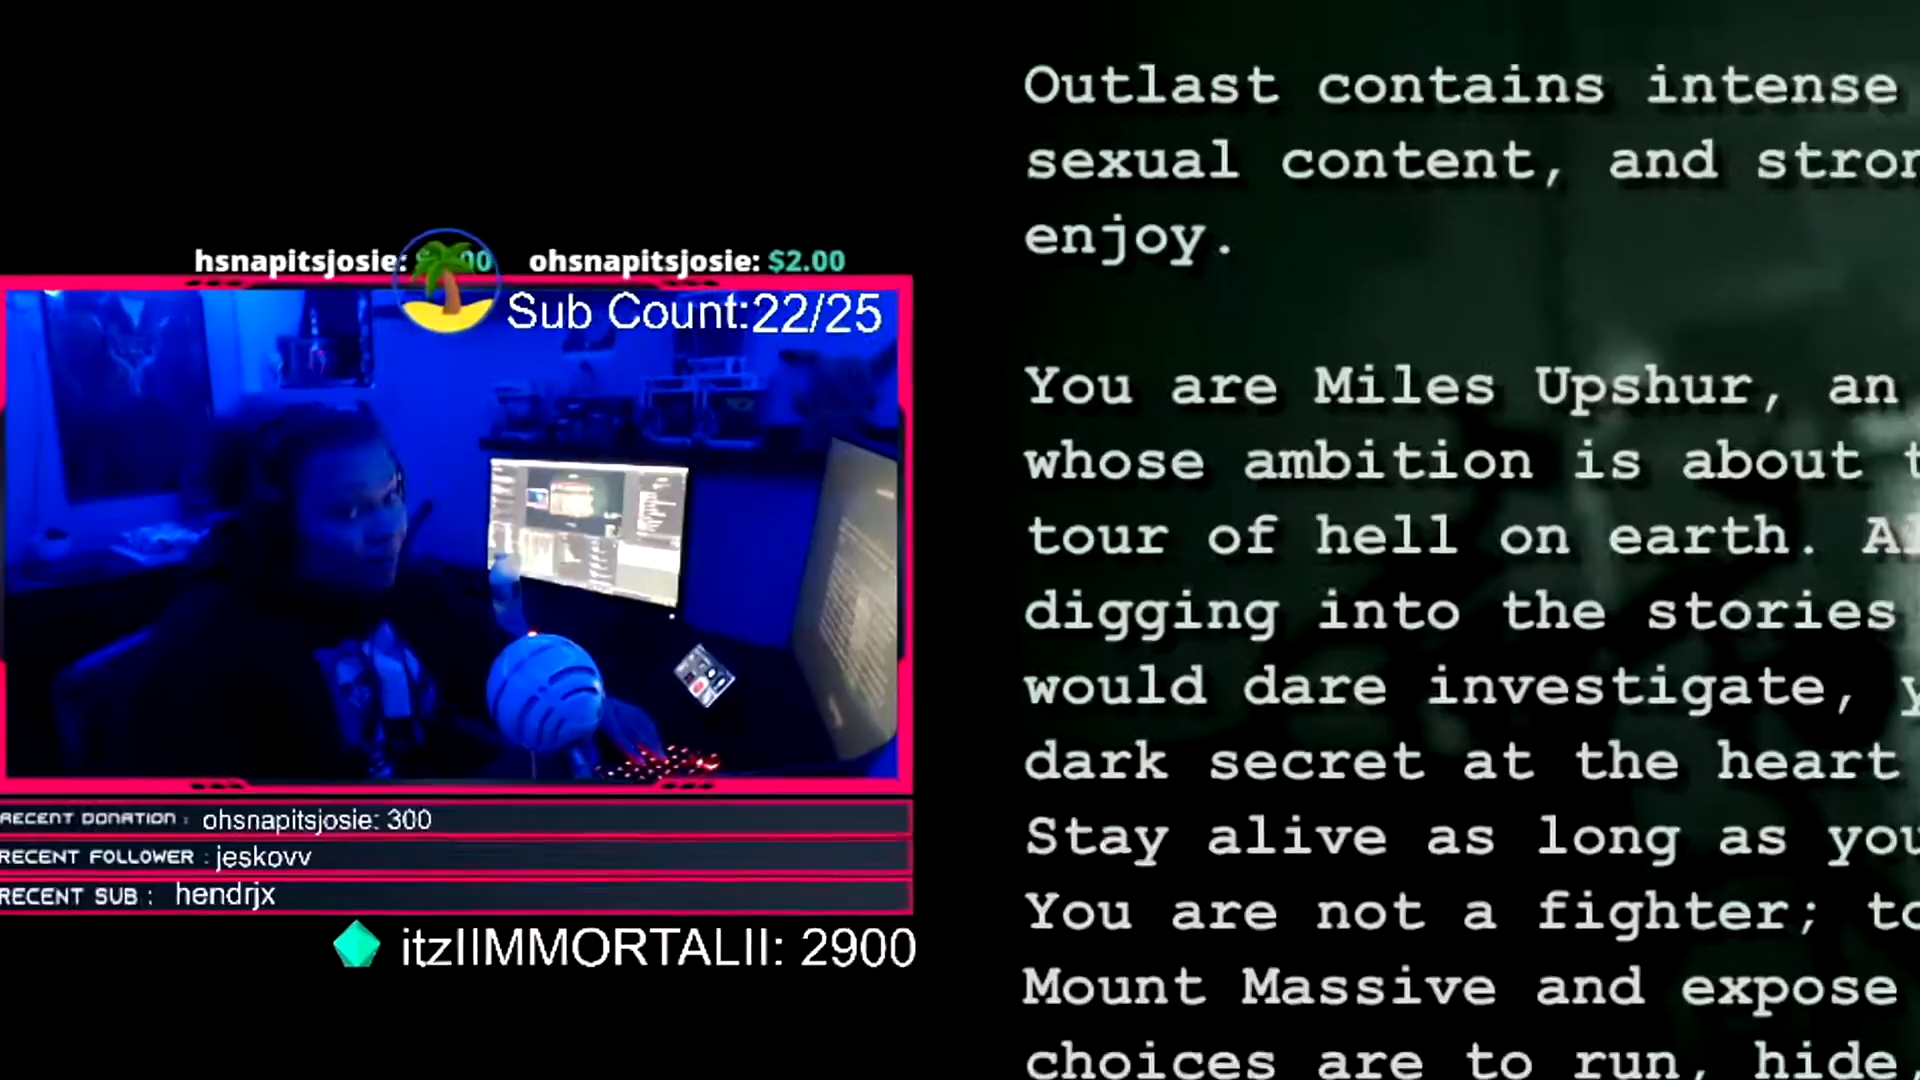 hsnapitsjosie: 00 ohsnapitsjosie: $2.00
Sub Count:22/25
RECENT DONATION : ohsnapitsjosie: 300
RECENT FOLLOWER : jeskovv
RECENT SUB : hendrjx
itzIIMMORTALII: 2900
Outlast contains intense
sexual content, and stron
enjoy.
You are Miles Upshur, an
whose ambition is about t
tour of hell on earth. A
digging into the stories
would dare investigate, y
dark secret at the heart
Stay alive as long as you
You are not a fighter; to
Mount Massive and expose
choices are to run, hide,